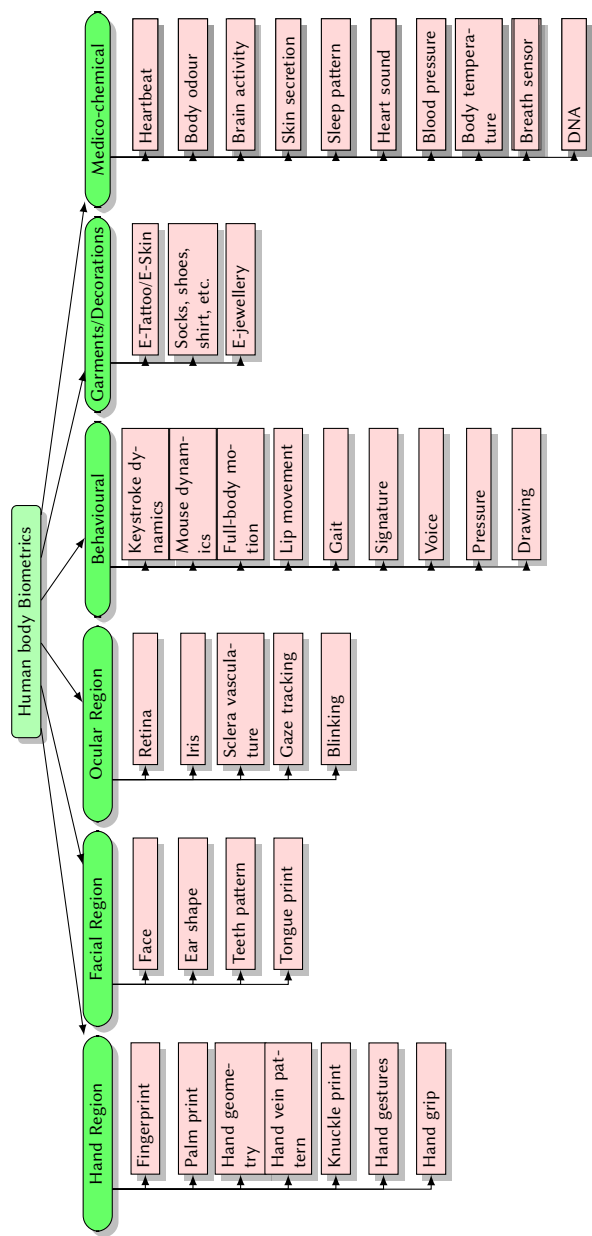 Human body Biometrics
Hand Region
Fingerprint
Palm print
Hand geome-
try
Hand vein pat-
tern
Knuckle print
Hand gestures
Hand grip
Facial Region
Face
Ear shape
Teeth pattern
Tongue print
Ocular Region
Retina
Iris
Sclera vascula-
ture
Gaze tracking
Blinking
Behavioural
Keystroke dy-
namics
Mouse dynam-
ics
Full-body mo-
tion
Lip movement
Gait
Signature
Voice
Pressure
Drawing
Garments/Decorations
E-Tattoo/E-Skin
Socks, shoes,
shirt, etc.
E-jewellery
Medico-chemical
Heartbeat
Body odour
Brain activity
Skin secretion
Sleep pattern
Heart sound
Blood pressure
Body tempera-
ture
Breath sensor
DNA